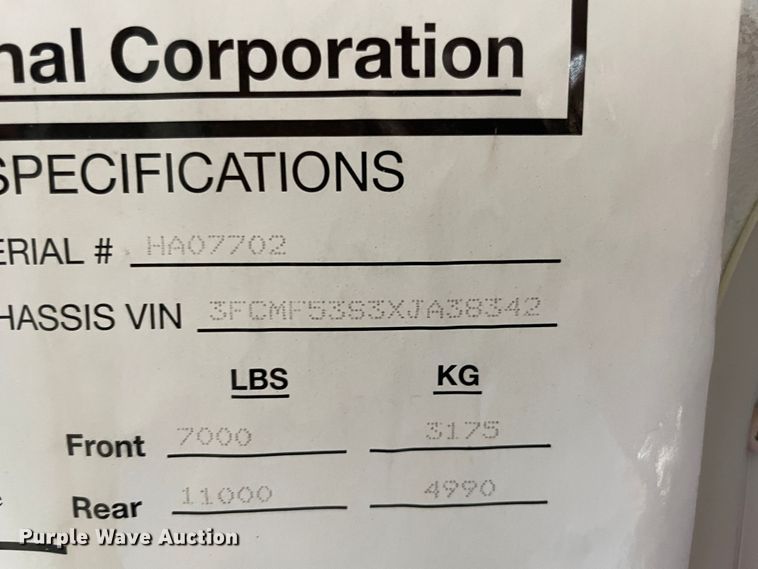 nal Corporation
SPECIFICATIONS
ERIAL # HA07702
HASSIS VIN 3FCMF53S3XJA38342
LBS KG
Front 7000 3175
Rear 11000 4990
Purple Wave Auction